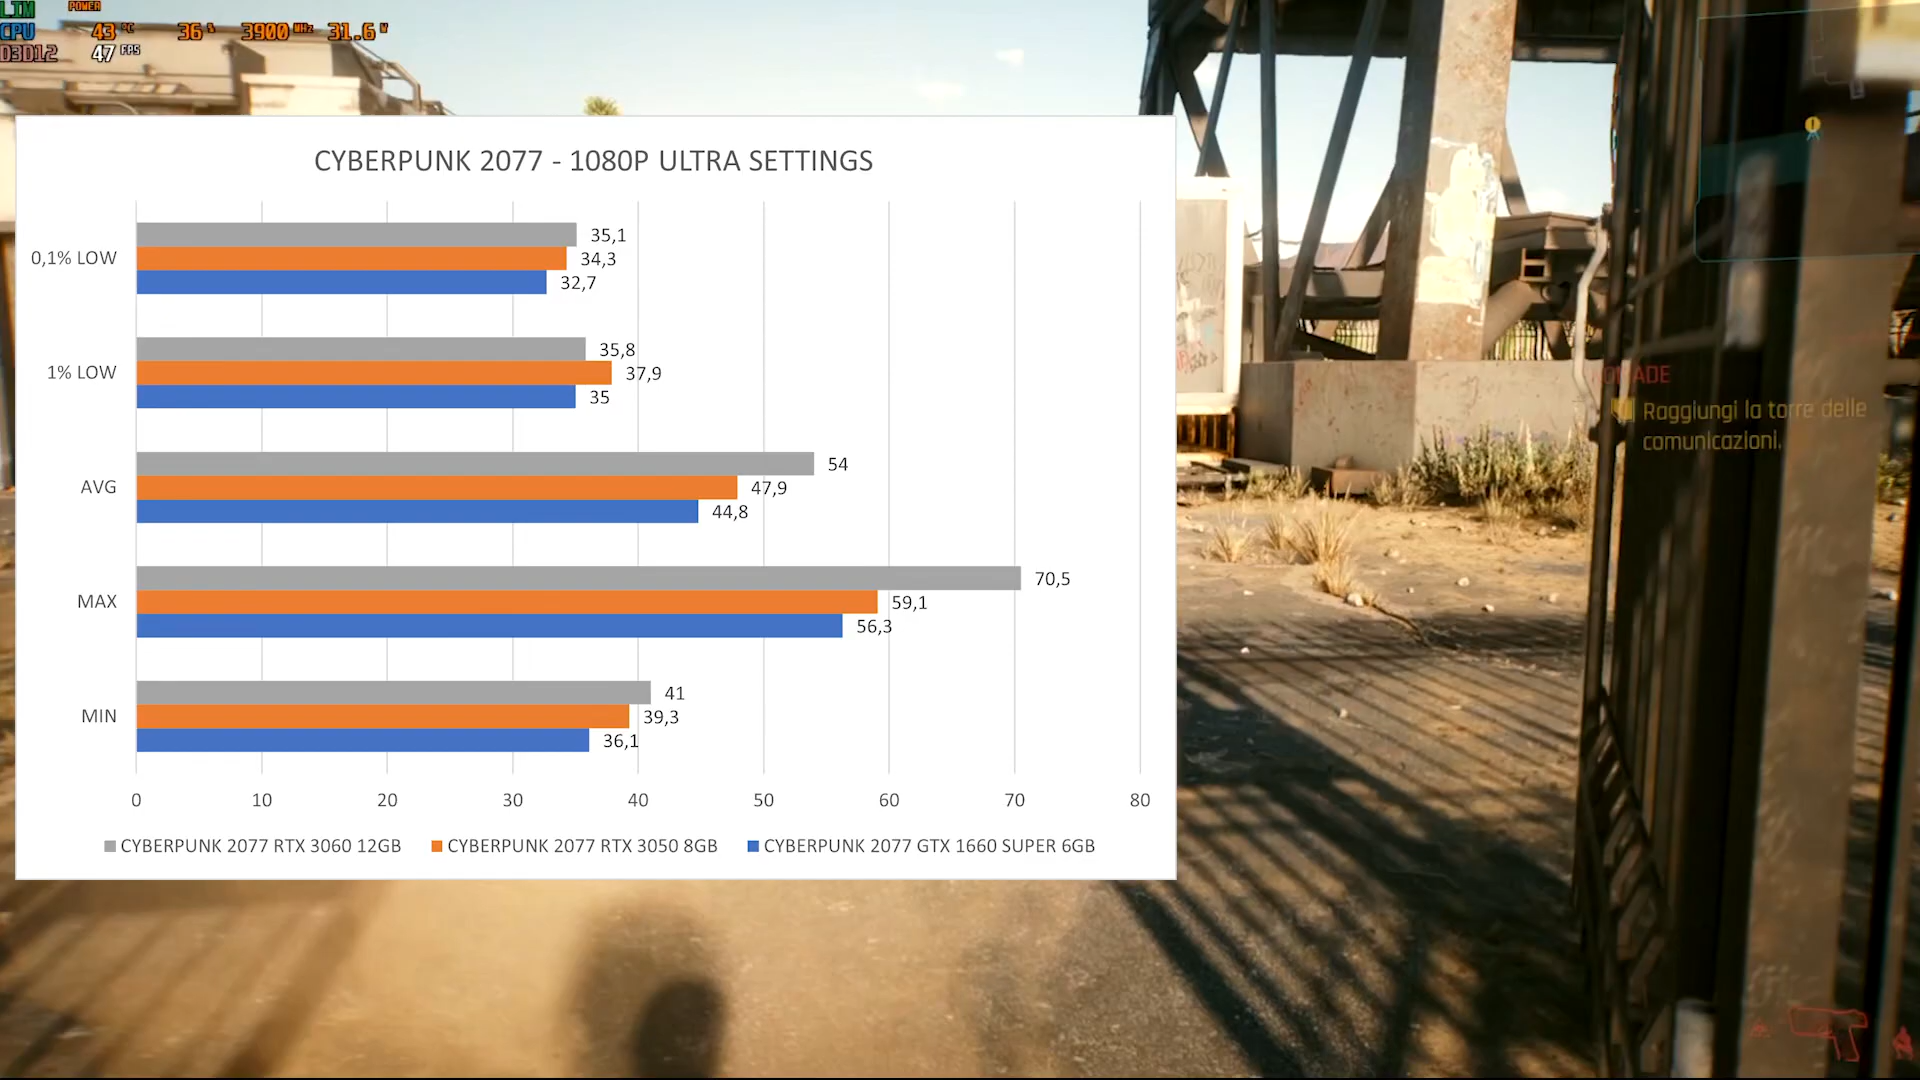 LIM POWER
CPU 43 °C 36 % 3900 MHz 31.6 W
D3D12 47 FPS
CYBERPUNK 2077 - 1080P ULTRA SETTINGS
0,1% LOW
35,1
34,3
32,7
1% LOW
35,8
37,9
35
AVG
54
47,9
44,8
MAX
70,5
59,1
56,3
MIN
41
39,3
36,1
0 10 20 30 40 50 60 70 80
CYBERPUNK 2077 RTX 3060 12GB CYBERPUNK 2077 RTX 3050 8GB CYBERPUNK 2077 GTX 1660 SUPER 6GB
Raggiungi la torre delle
comunicazioni.